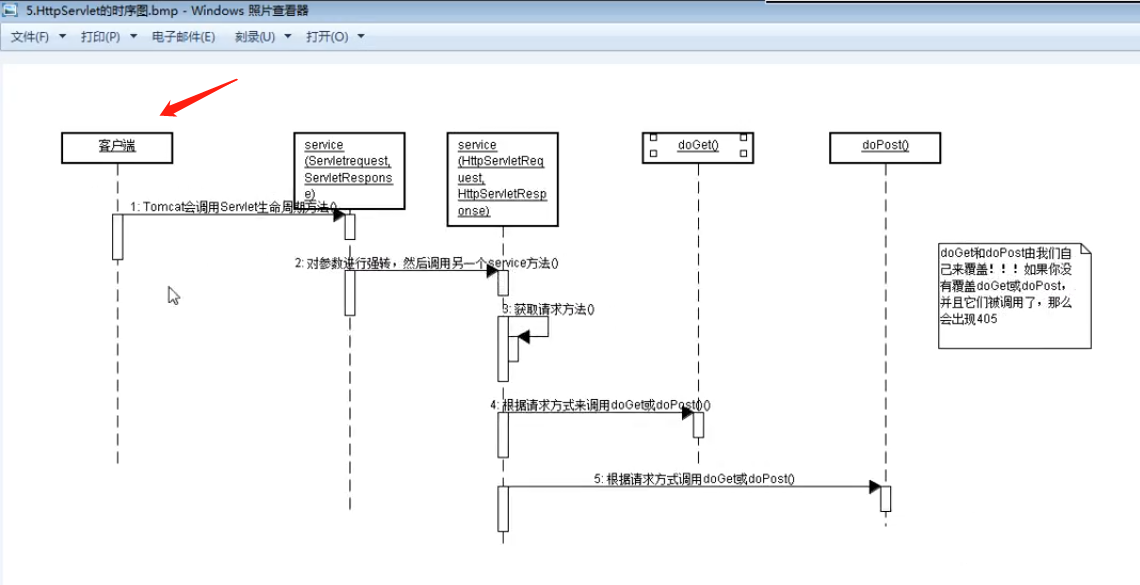 5.HttpServlet的时序图.bmp - Windows 照片查看器
文件(F) 打印(P) 电子邮件(E) 刻录(U) 打开(O)
客户端
service
(Servletrequest,
ServletRespons
e)
service
(HttpServletReq
uest,
HttpServletResp
onse)
doGet()
doPost()
1: Tomcat会调用Servlet生命周期方法()
2: 对参数进行强转，然后调用另一个service方法()
3: 获取请求方法()
4: 根据请求方式来调用doGet或doPost()()
5: 根据请求方式调用doGet或doPost()
doGet和doPost由我们自
己来覆盖！！！如果你没
有覆盖doGet或doPost，
并且它们被调用了，那么
会出现405